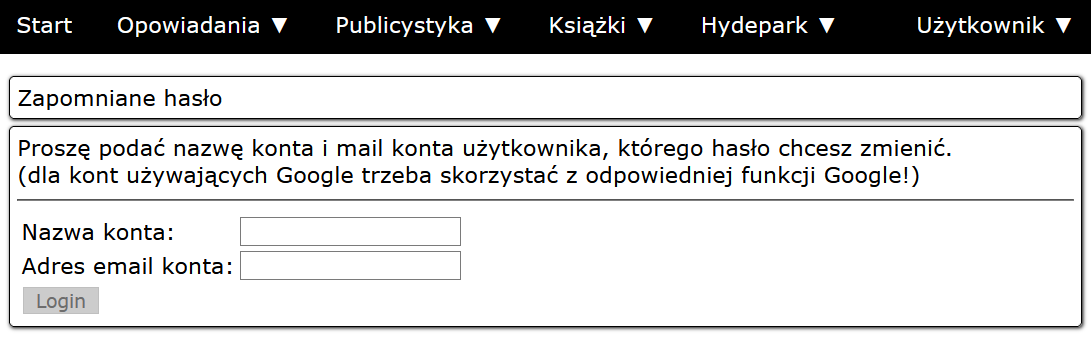 Start Opowiadania ▼ Publicystyka ▼ Książki ▼ Hydepark ▼ Użytkownik ▼
Zapomniane hasło
Proszę podać nazwę konta i mail konta użytkownika, którego hasło chcesz zmienić.
(dla kont używających Google trzeba skorzystać z odpowiedniej funkcji Google!)
Nazwa konta:
Adres email konta:
Login